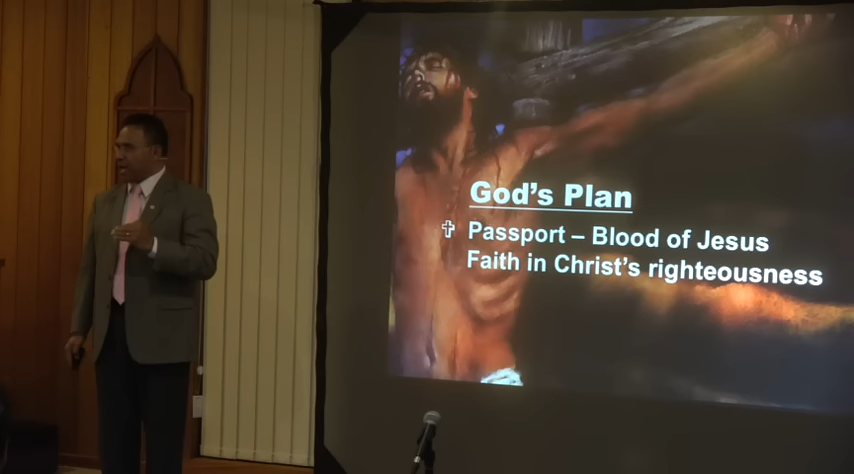 God's Plan
Passport – Blood of Jesus
Faith in Christ's righteousness